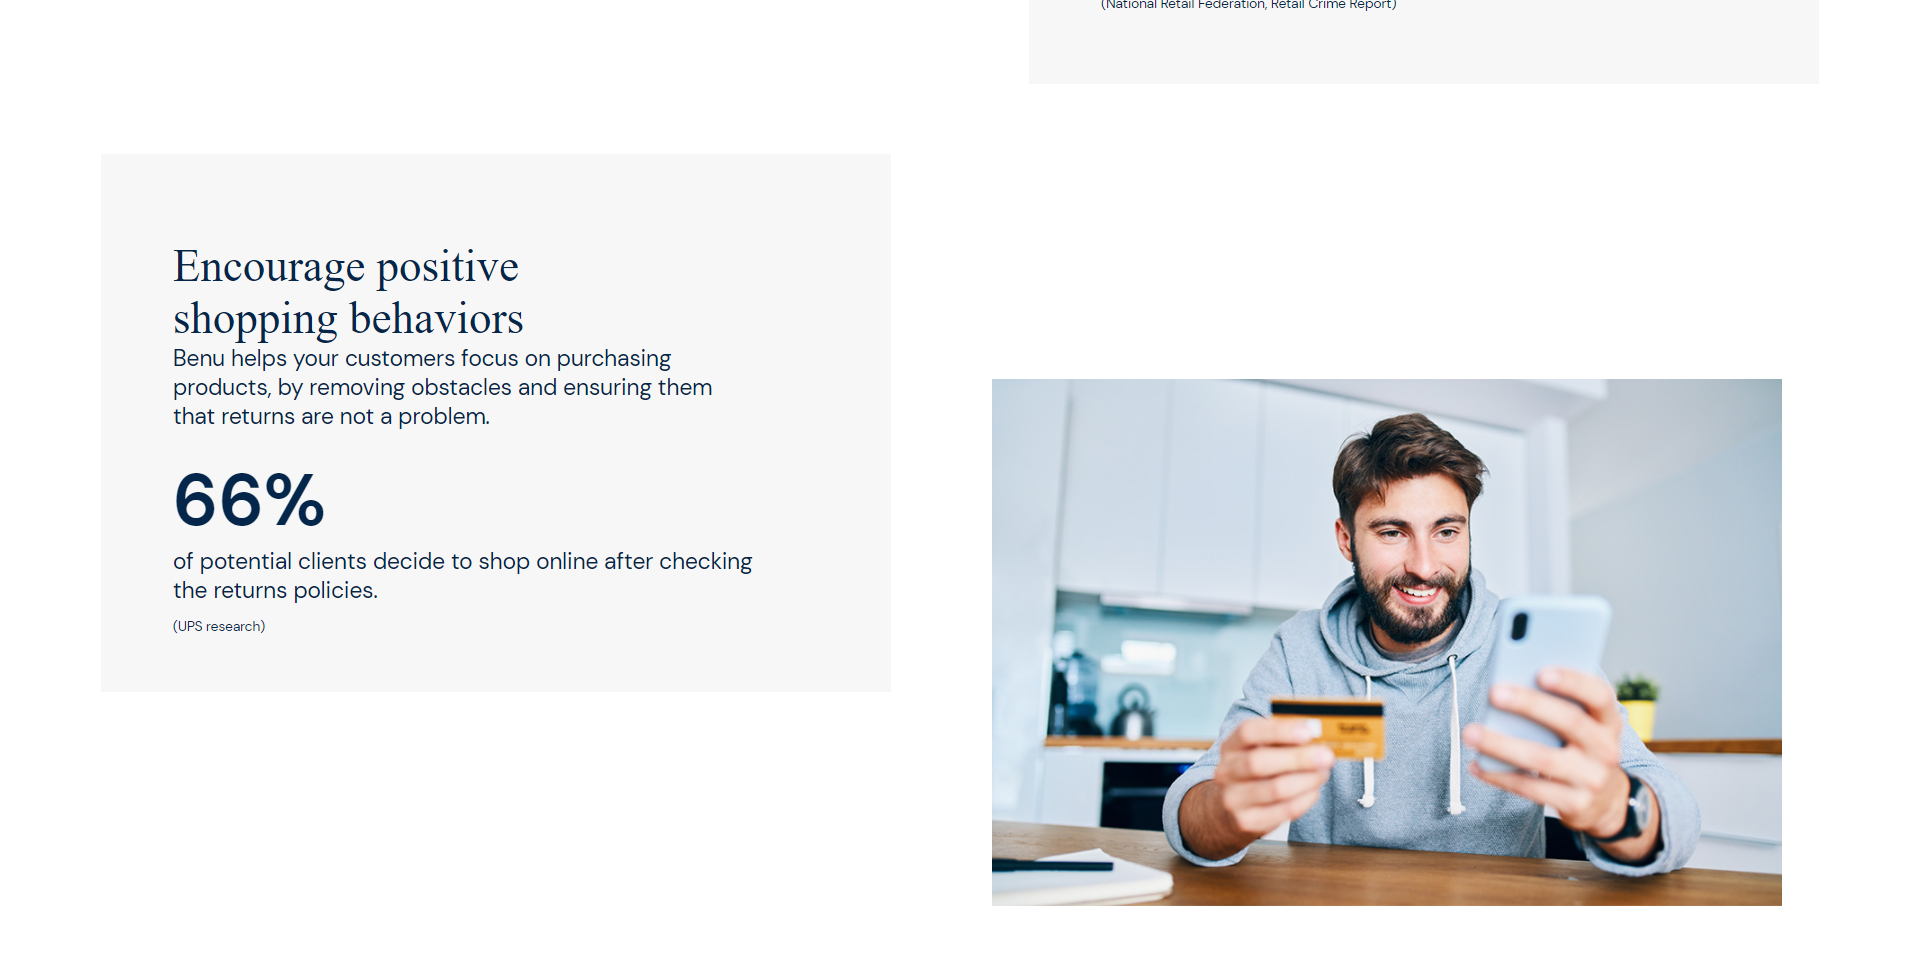 (National Retail Federation, Retail Crime Report)
Encourage positive
shopping behaviors
Benu helps your customers focus on purchasing
products, by removing obstacles and ensuring them
that returns are not a problem.
66%
of potential clients decide to shop online after checking
the returns policies.
(UPS research)